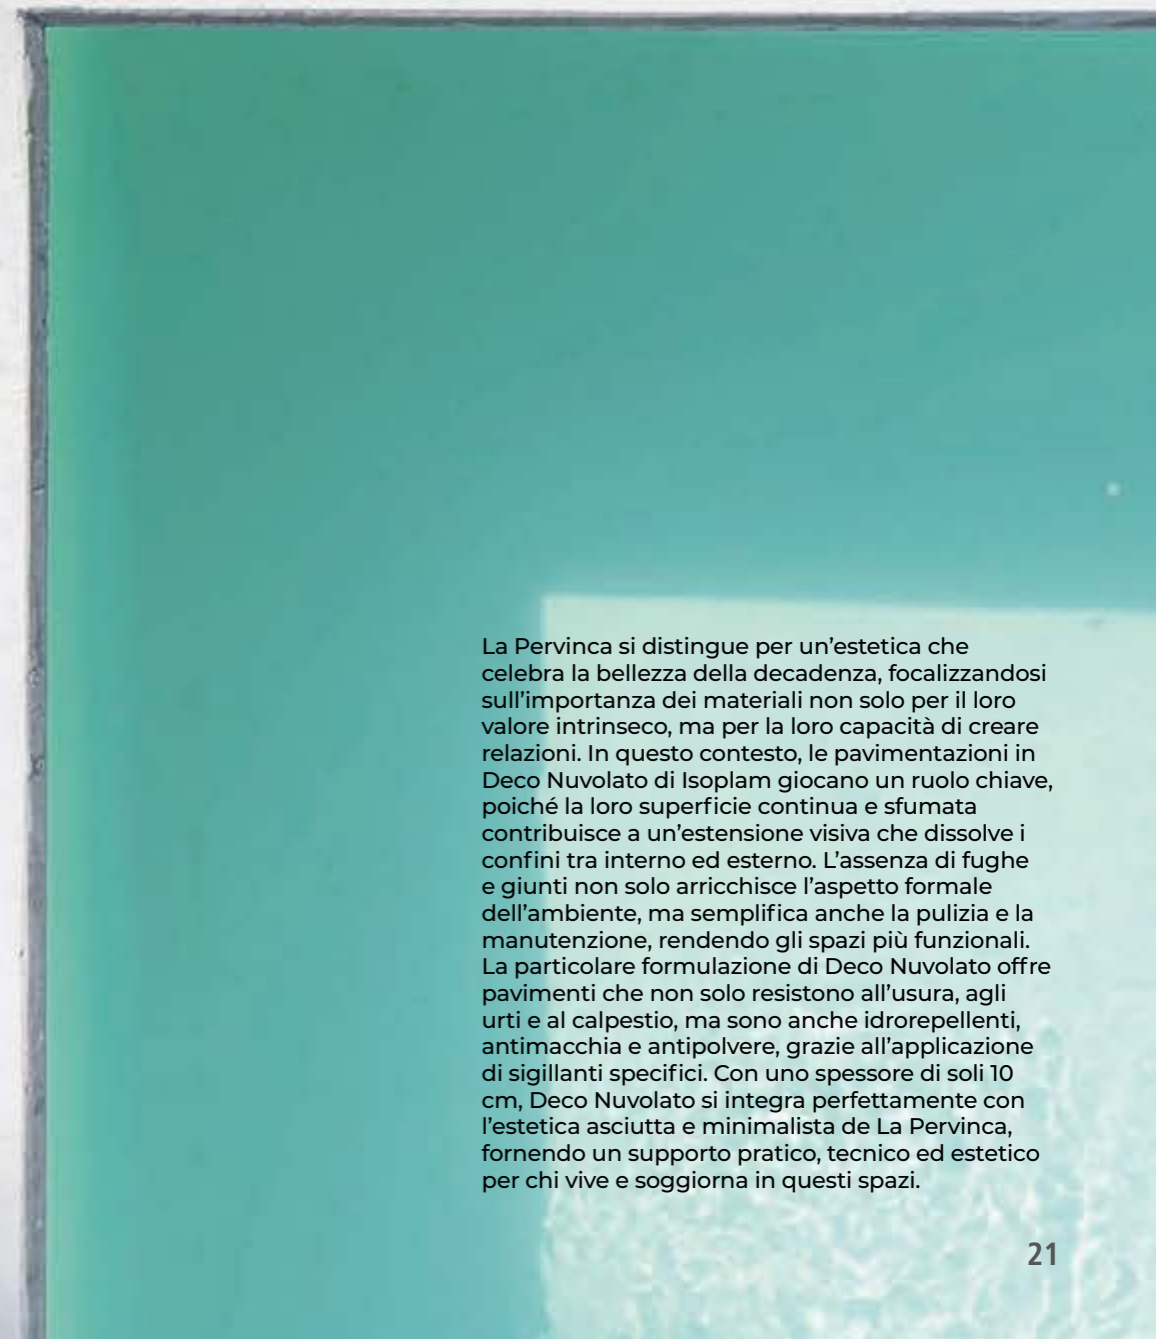 La Pervinca si distingue per un’estetica che
celebra la bellezza della decadenza, focalizzandosi
sull’importanza dei materiali non solo per il loro
valore intrinseco, ma per la loro capacità di creare
relazioni. In questo contesto, le pavimentazioni in
Deco Nuvolato di Isoplam giocano un ruolo chiave,
poiché la loro superficie continua e sfumata
contribuisce a un’estensione visiva che dissolve i
confini tra interno ed esterno. L’assenza di fughe
e giunti non solo arricchisce l’aspetto formale
dell’ambiente, ma semplifica anche la pulizia e la
manutenzione, rendendo gli spazi più funzionali.
La particolare formulazione di Deco Nuvolato offre
pavimenti che non solo resistono all’usura, agli
urti e al calpestio, ma sono anche idrorepellenti,
antimacchia e antipolvere, grazie all’applicazione
di sigillanti specifici. Con uno spessore di soli 10
cm, Deco Nuvolato si integra perfettamente con
l’estetica asciutta e minimalista de La Pervinca,
fornendo un supporto pratico, tecnico ed estetico
per chi vive e soggiorna in questi spazi.
21